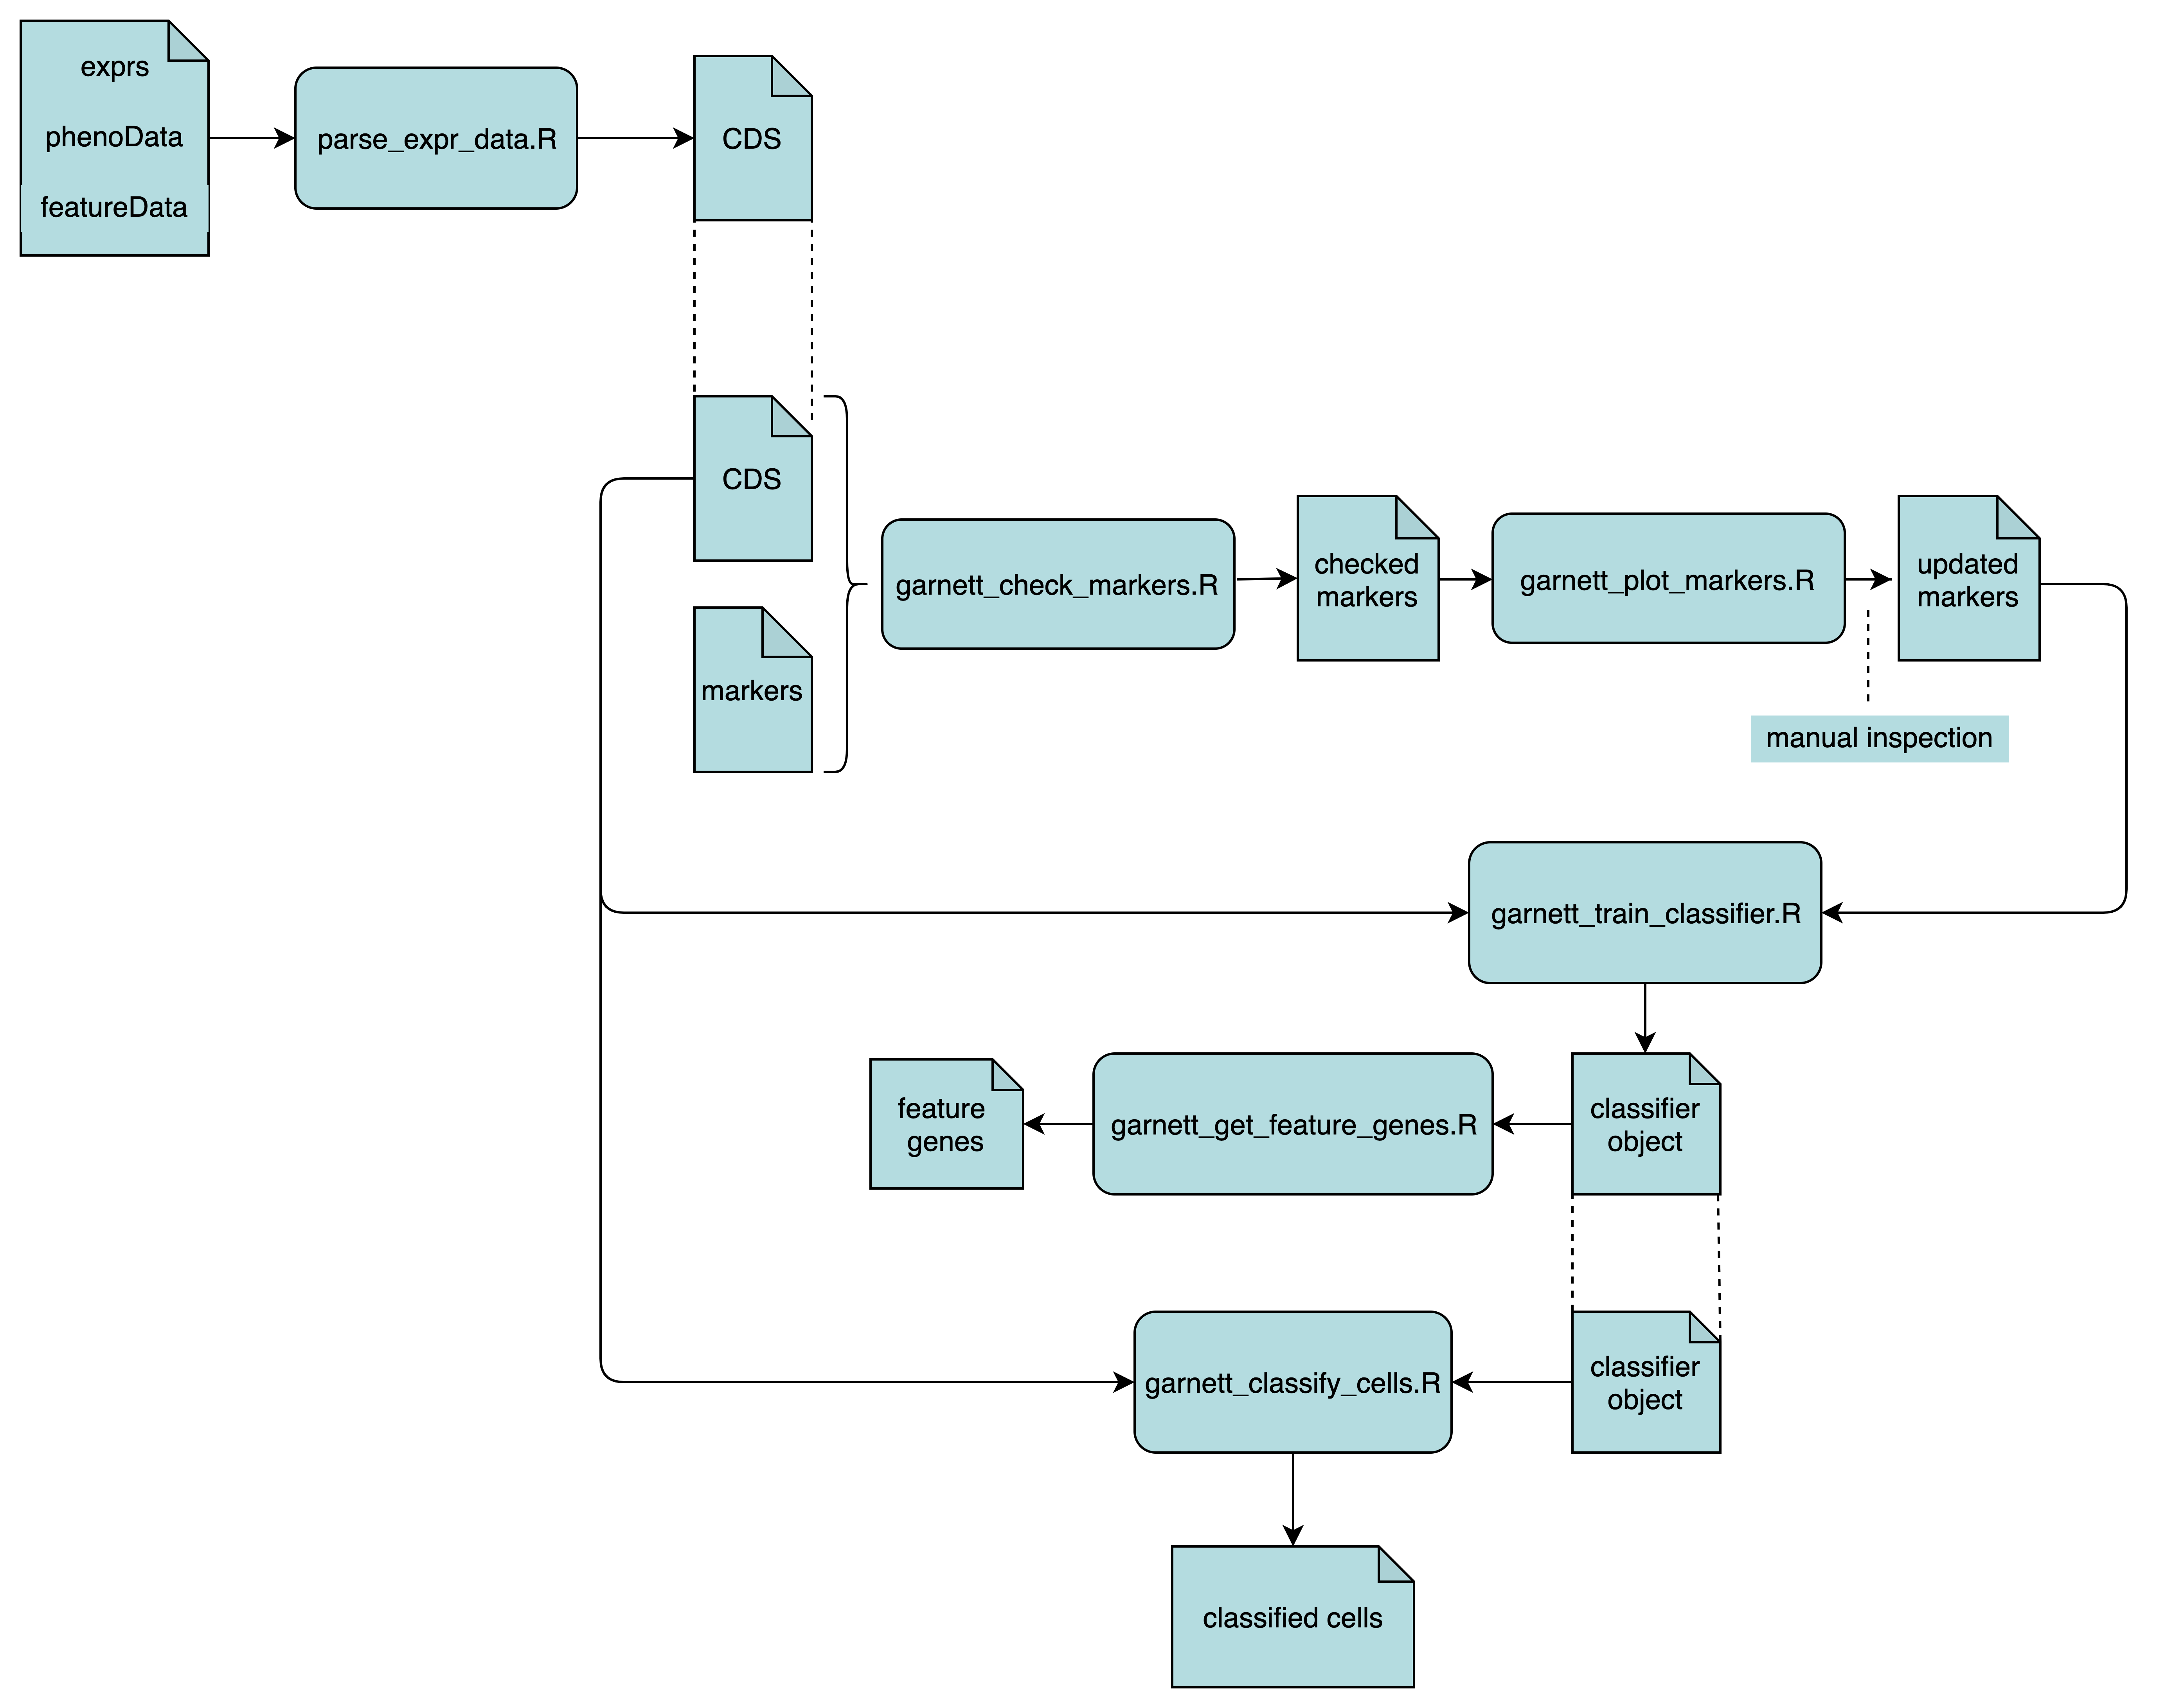 exprs
phenoData
featureData
parse_expr_data.R
CDS
CDS
markers
garnett_check_markers.R
checked
markers
garnett_plot_markers.R
updated
markers
manual inspection
garnett_train_classifier.R
classifier
object
garnett_get_feature_genes.R
feature
genes
classifier
object
garnett_classify_cells.R
classified cells